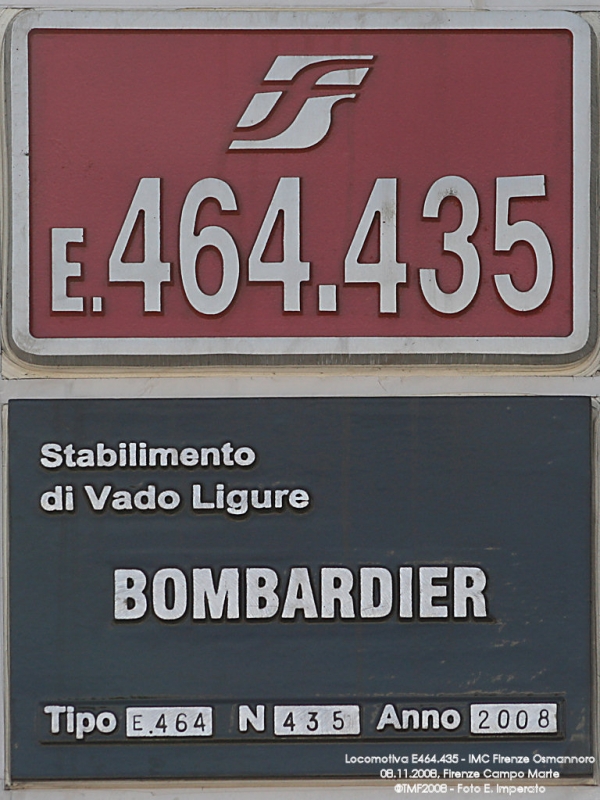 E.464.435
Stabilimento
di Vado Ligure
BOMBARDIER
Tipo E.464 N 435 Anno 2008
Locomotiva E464.435 - IMC Firenze Osmannoro
08.11.2008, Firenze Campo Marte
©TMF2008 - Foto E. Imperato